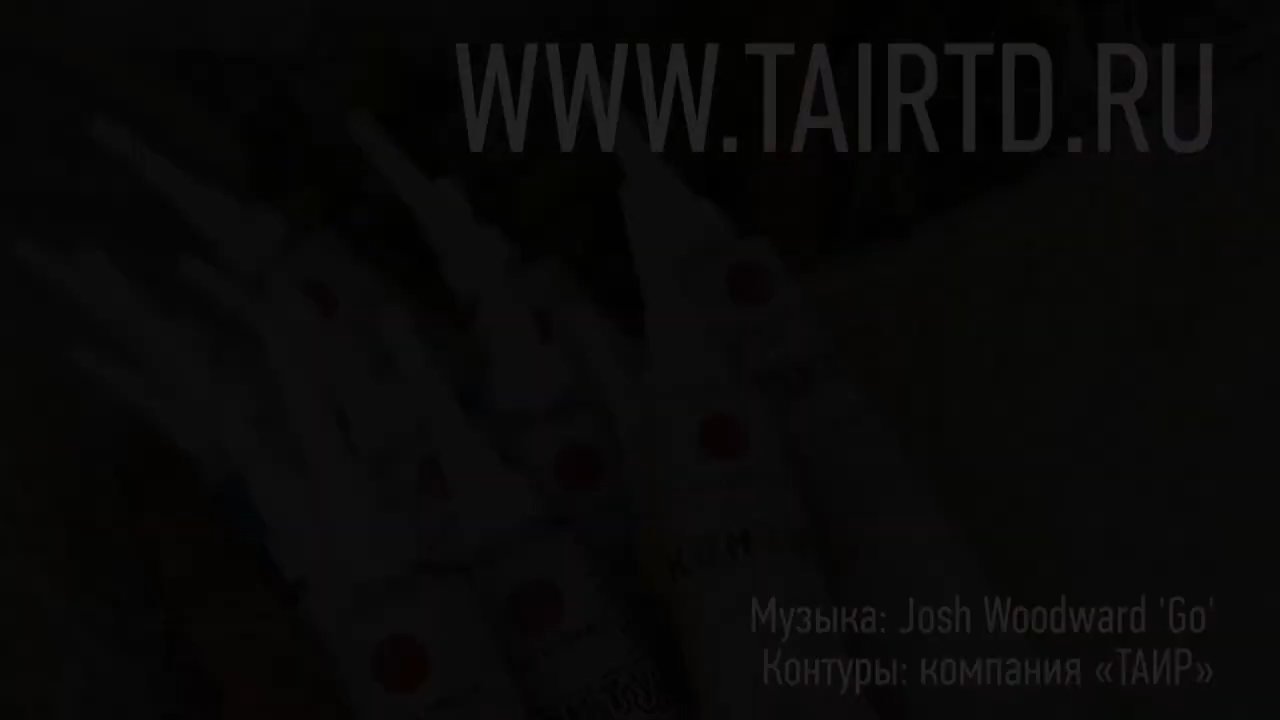 WWW.TAIRTD.RU
Музыка: Josh Woodward 'Go'
Контуры: компания «ТАИР»